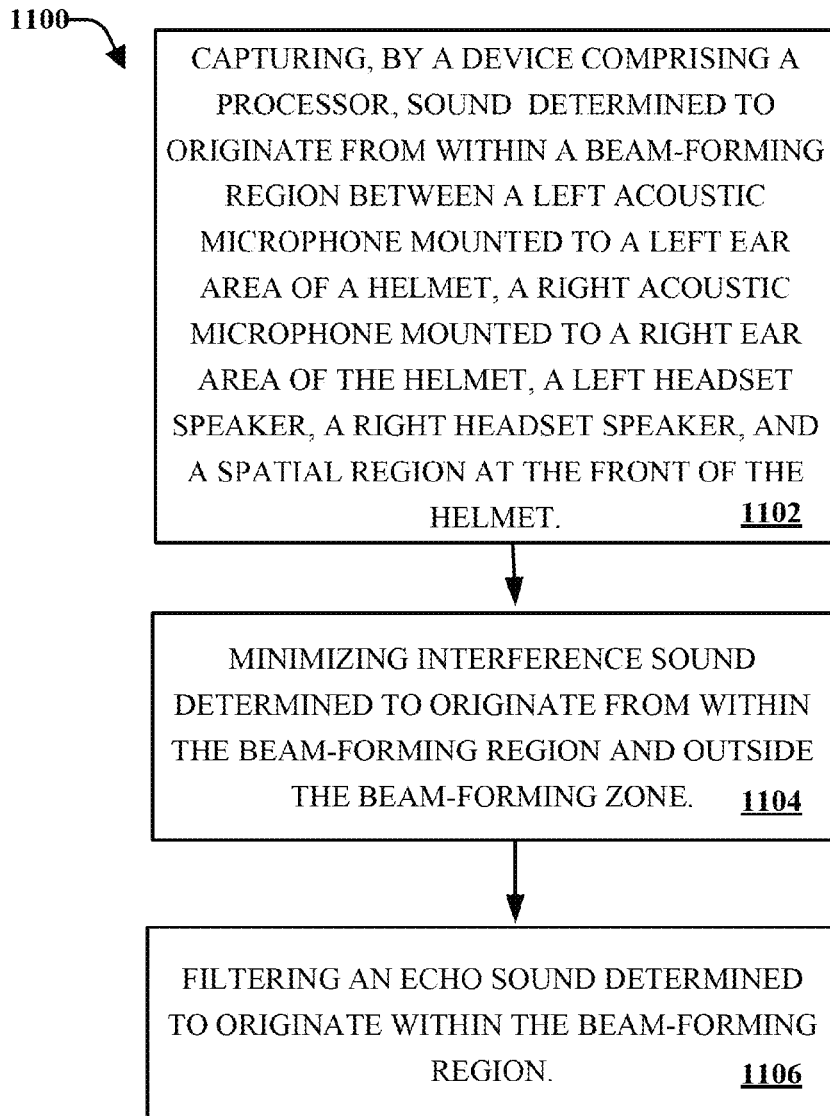 1100
CAPTURING, BY A DEVICE COMPRISING A
PROCESSOR, SOUND DETERMINED TO
ORIGINATE FROM WITHIN A BEAM-FORMING
REGION BETWEEN A LEFT ACOUSTIC
MICROPHONE MOUNTED TO A LEFT EAR
AREA OF A HELMET, A RIGHT ACOUSTIC
MICROPHONE MOUNTED TO A RIGHT EAR
AREA OF THE HELMET, A LEFT HEADSET
SPEAKER, A RIGHT HEADSET SPEAKER, AND
A SPATIAL REGION AT THE FRONT OF THE
HELMET. 1102
MINIMIZING INTERFERENCE SOUND
DETERMINED TO ORIGINATE FROM WITHIN
THE BEAM-FORMING REGION AND OUTSIDE
THE BEAM-FORMING ZONE. 1104
FILTERING AN ECHO SOUND DETERMINED
TO ORIGINATE WITHIN THE BEAM-FORMING
REGION. 1106